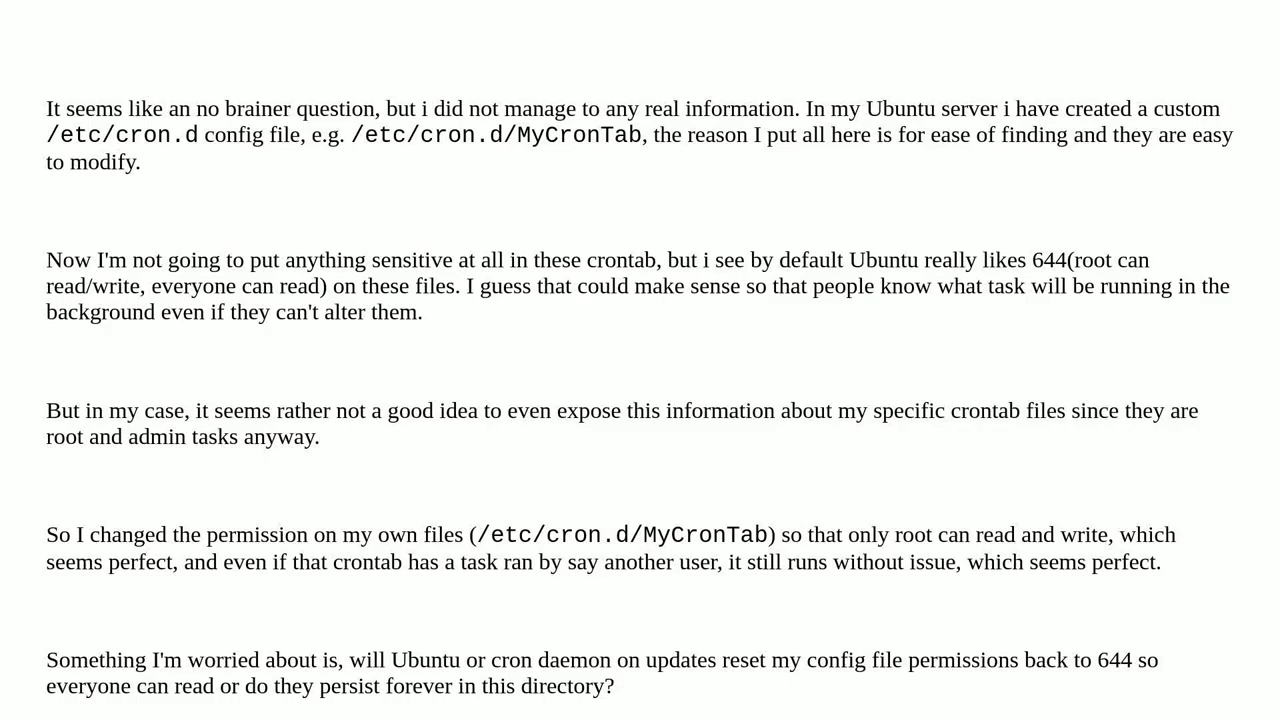 It seems like an no brainer question, but i did not manage to any real information. In my Ubuntu server i have created a custom
/etc/cron.d config file, e.g. /etc/cron.d/MyCronTab, the reason I put all here is for ease of finding and they are easy
to modify.
Now I'm not going to put anything sensitive at all in these crontab, but i see by default Ubuntu really likes 644(root can
read/write, everyone can read) on these files. I guess that could make sense so that people know what task will be running in the
background even if they can't alter them.
But in my case, it seems rather not a good idea to even expose this information about my specific crontab files since they are
root and admin tasks anyway.
So I changed the permission on my own files (/etc/cron.d/MyCronTab) so that only root can read and write, which
seems perfect, and even if that crontab has a task ran by say another user, it still runs without issue, which seems perfect.
Something I'm worried about is, will Ubuntu or cron daemon on updates reset my config file permissions back to 644 so
everyone can read or do they persist forever in this directory?